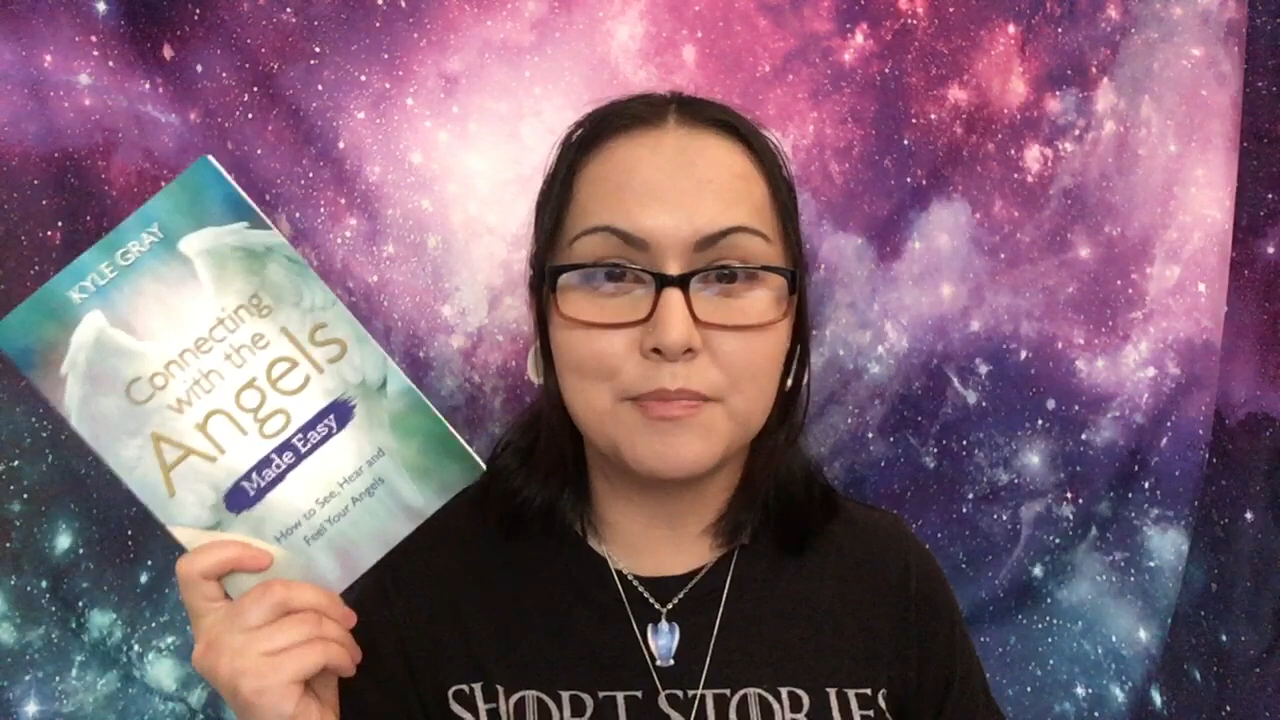 KYLE GRAY
Connecting
with the
Angels
Made Easy
How to See, Hear and
Feel Your Angels
SHORT STORIES